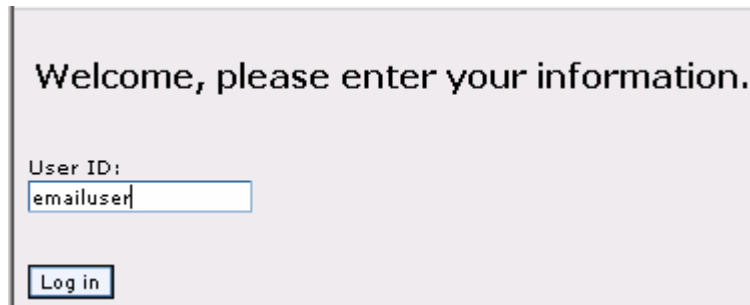 Welcome, please enter your information.
User ID:
emailuser
Log in